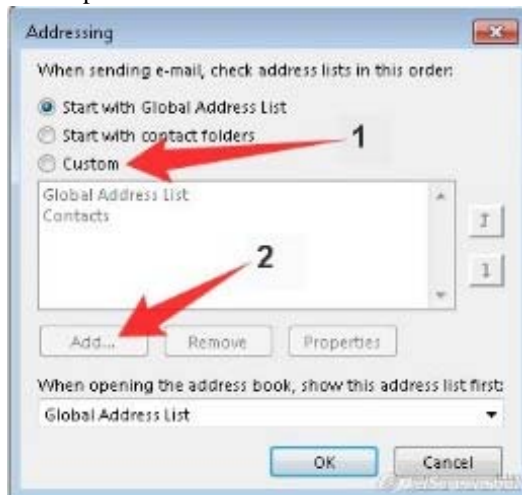 Addressing
When sending e-mail, check address lists in this order:
Start with Global Address List
Start with contact folders
1
Custom
Global Address List
Contacts
2
Add...
Remove
Properties
When opening the address book, show this address list first:
Global Address List
OK
Cancel